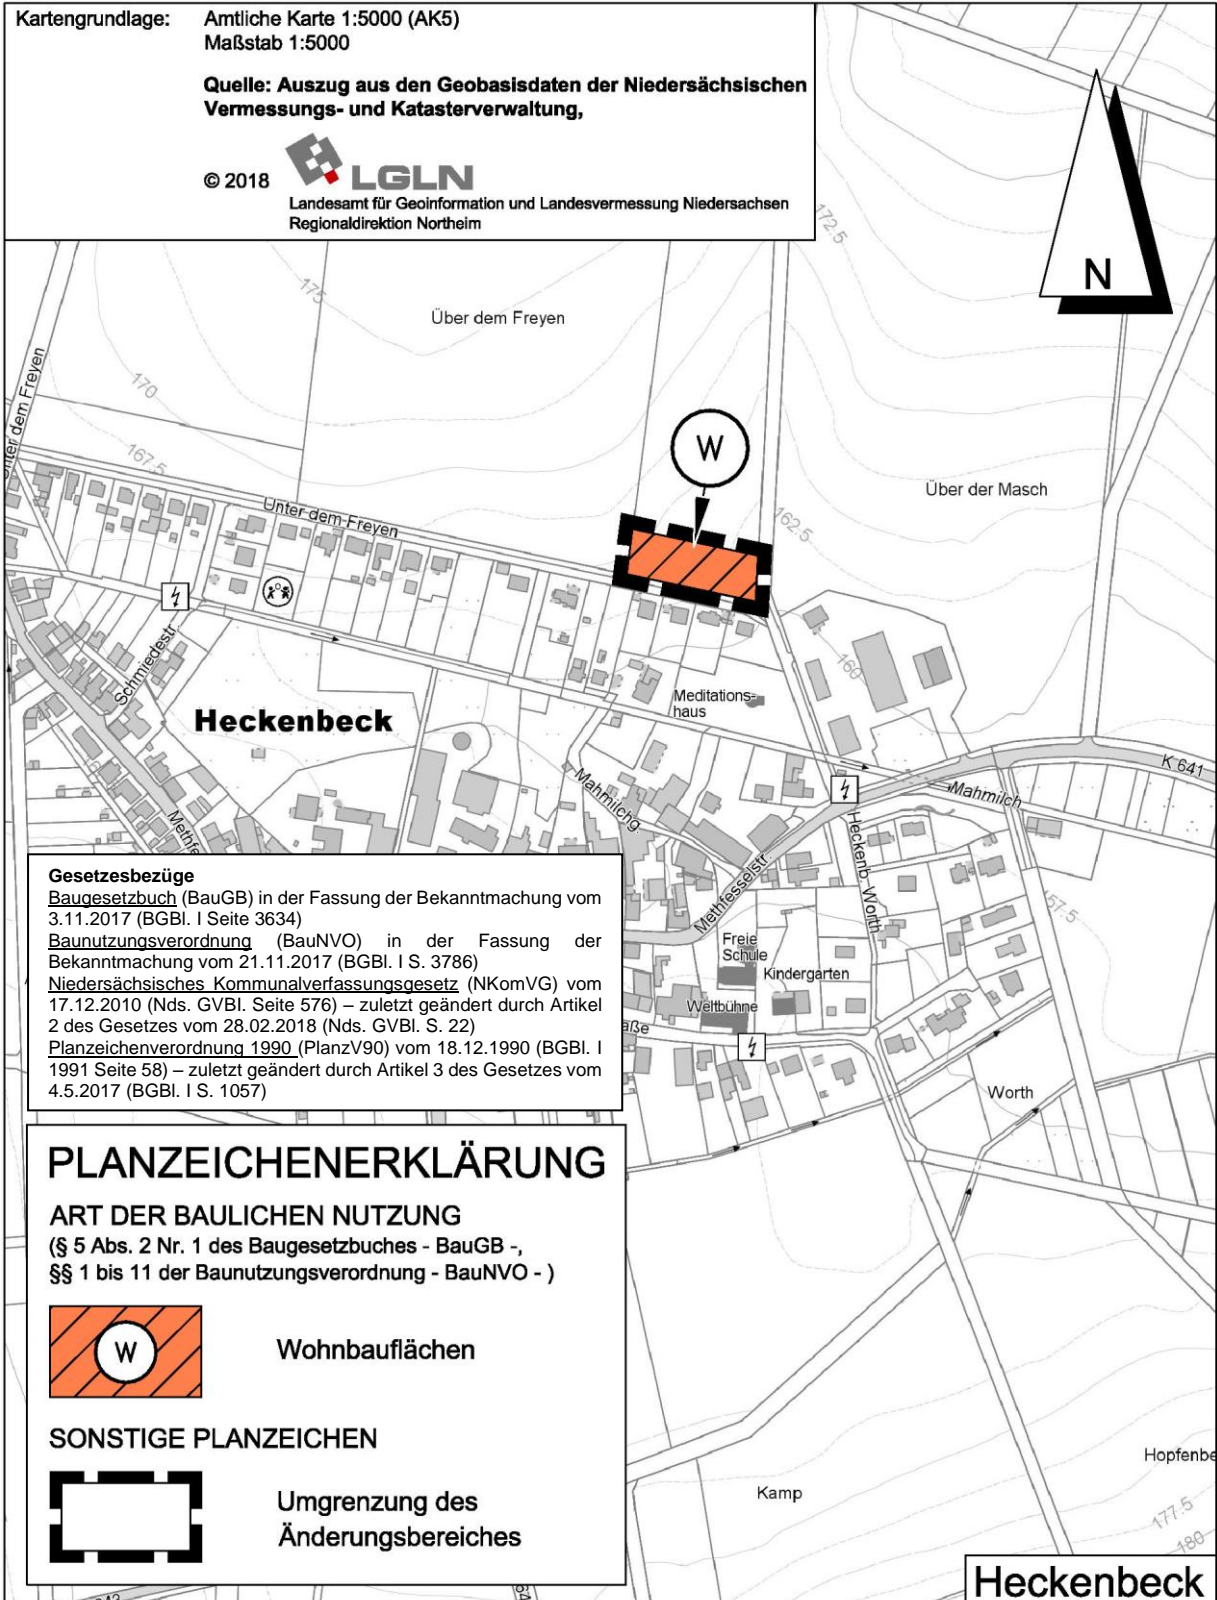 Kartengrundlage: Amtliche Karte 1:5000 (AK5)
Maßstab 1:5000
Quelle: Auszug aus den Geobasisdaten der Niedersächsischen
Vermessungs- und Katasterverwaltung,
© 2018 LGLN
Landesamt für Geoinformation und Landesvermessung Niedersachsen
Regionaldirektion Northeim
N
172.5
175
Über dem Freyen
Unter dem Freyen
170
167.5
W
Über der Masch
Unter dem Freyen
162.5
Schmiedestr.
160
Meditations-
haus
Heckenbeck
K 641
Mahmilch
Mahmilchg
Methfesselstr.
Heckenb. Worth
157.5
Freie
Schule
Kindergarten
Weltbühne
aße
Worth
Gesetzesbezüge
Baugesetzbuch (BauGB) in der Fassung der Bekanntmachung vom
3.11.2017 (BGBl. I Seite 3634)
Baunutzungsverordnung (BauNVO) in der Fassung der
Bekanntmachung vom 21.11.2017 (BGBl. I S. 3786)
Niedersächsisches Kommunalverfassungsgesetz (NKomVG) vom
17.12.2010 (Nds. GVBl. Seite 576) – zuletzt geändert durch Artikel
2 des Gesetzes vom 28.02.2018 (Nds. GVBl. S. 22)
Planzeichenverordnung 1990 (PlanzV90) vom 18.12.1990 (BGBl. I
1991 Seite 58) – zuletzt geändert durch Artikel 3 des Gesetzes vom
4.5.2017 (BGBl. I S. 1057)
PLANZEICHENERKLÄRUNG
ART DER BAULICHEN NUTZUNG
(§ 5 Abs. 2 Nr. 1 des Baugesetzbuches - BauGB -,
§§ 1 bis 11 der Baunutzungsverordnung - BauNVO - )
W Wohnbauflächen
SONSTIGE PLANZEICHEN
Umgrenzung des
Änderungsbereiches
Kamp
Hopfenbe
177.5
180
Heckenbeck